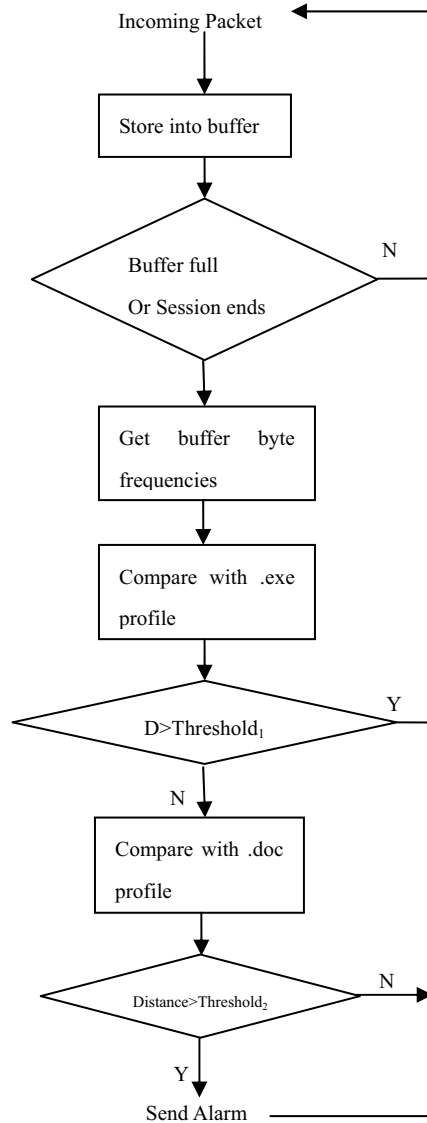 Incoming Packet
Store into buffer
N
Buffer full
Or Session ends
Get buffer byte
frequencies
Compare with .exe
profile
Y
D>Threshold₁
N
Compare with .doc
profile
N
Distance>Threshold₂
Y
Send Alarm